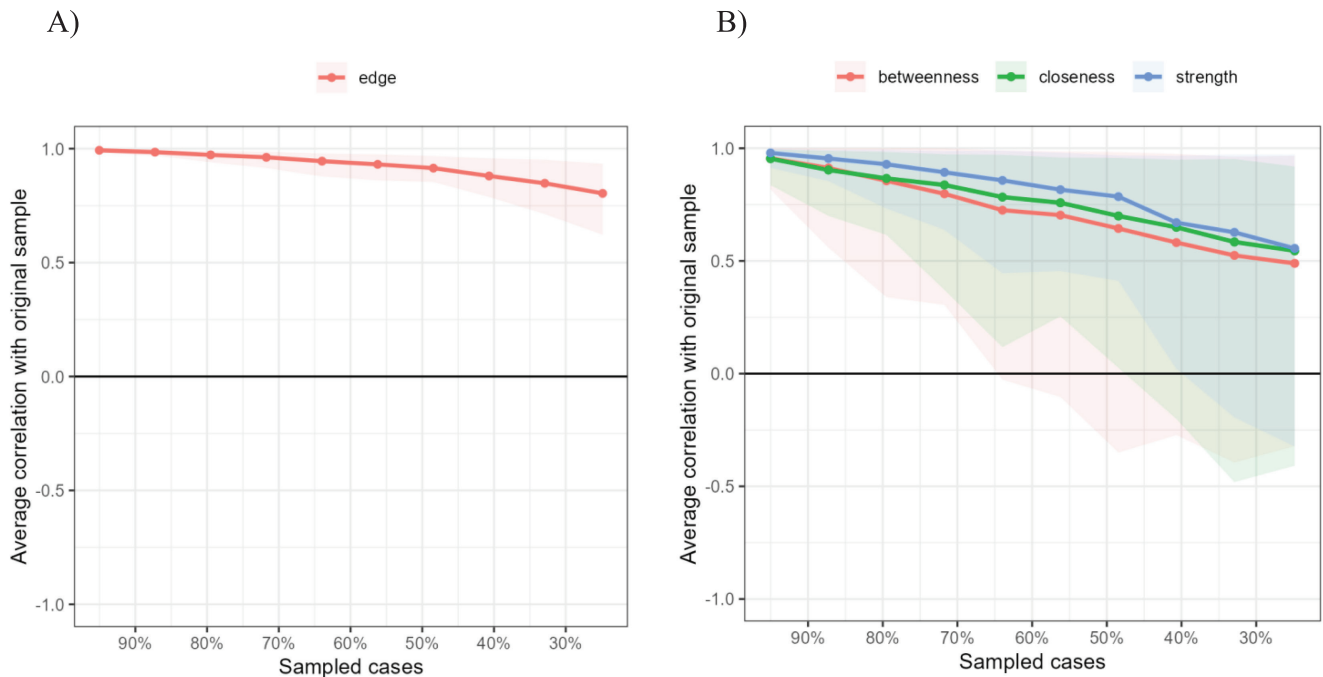 A)
edge
Average correlation with original sample
1.0
0.5
0.0
-0.5
-1.0
90% 80% 70% 60% 50% 40% 30%
Sampled cases
B)
betweenness closeness strength
Average correlation with original sample
1.0
0.5
0.0
-0.5
-1.0
90% 80% 70% 60% 50% 40% 30%
Sampled cases